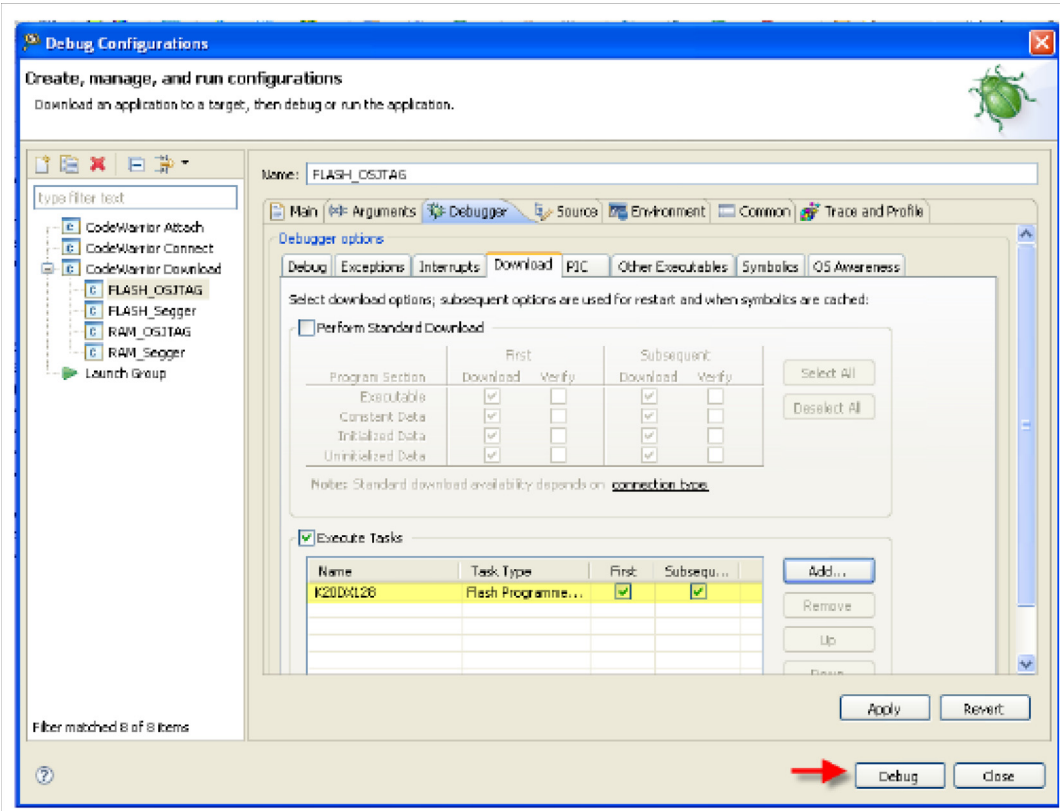 Debug Configurations
Create, manage, and run configurations
Download an application to a target, then debug or run the application.
type filter text
CodeWarrior Attach
CodeWarrior Connect
CodeWarrior Download
FLASH_OSJTAG
FLASH_Segger
RAM_OSJTAG
RAM_Segger
Launch Group
Filter matched 8 of 8 items
Name: FLASH_OSJTAG
Main (x)= Arguments Debugger Source Environment Common Trace and Profile
Debugger options
Debug Exceptions Interrupts Download PIC Other Executables Symbolics OS Awareness
Select download options; subsequent options are used for restart and when symbolics are cached:
Perform Standard Download
First Subsequent
Program Section Download Verify Download Verify
Executable
Constant Data
Initialized Data
Uninitialized Data
Select All
Deselect All
Note: Standard download availability depends on connection type.
Execute Tasks
Name Task Type First Subsequ...
K20DX128 Flash Programme...
Add...
Remove
Up
Down
Apply Revert
Debug Close